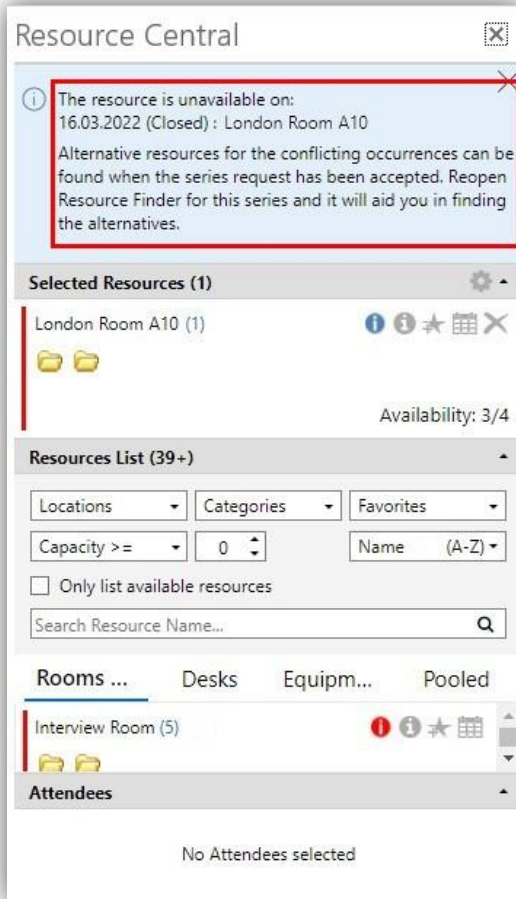 Resource Central
The resource is unavailable on:
16.03.2022 (Closed) : London Room A10
Alternative resources for the conflicting occurrences can be
found when the series request has been accepted. Reopen
Resource Finder for this series and it will aid you in finding
the alternatives.
Selected Resources (1)
London Room A10 (1)
Availability: 3/4
Resources List (39+)
Locations Categories Favorites
Capacity >= 0 Name (A-Z)
Only list available resources
Search Resource Name...
Rooms ... Desks Equipm... Pooled
Interview Room (5)
Attendees
No Attendees selected